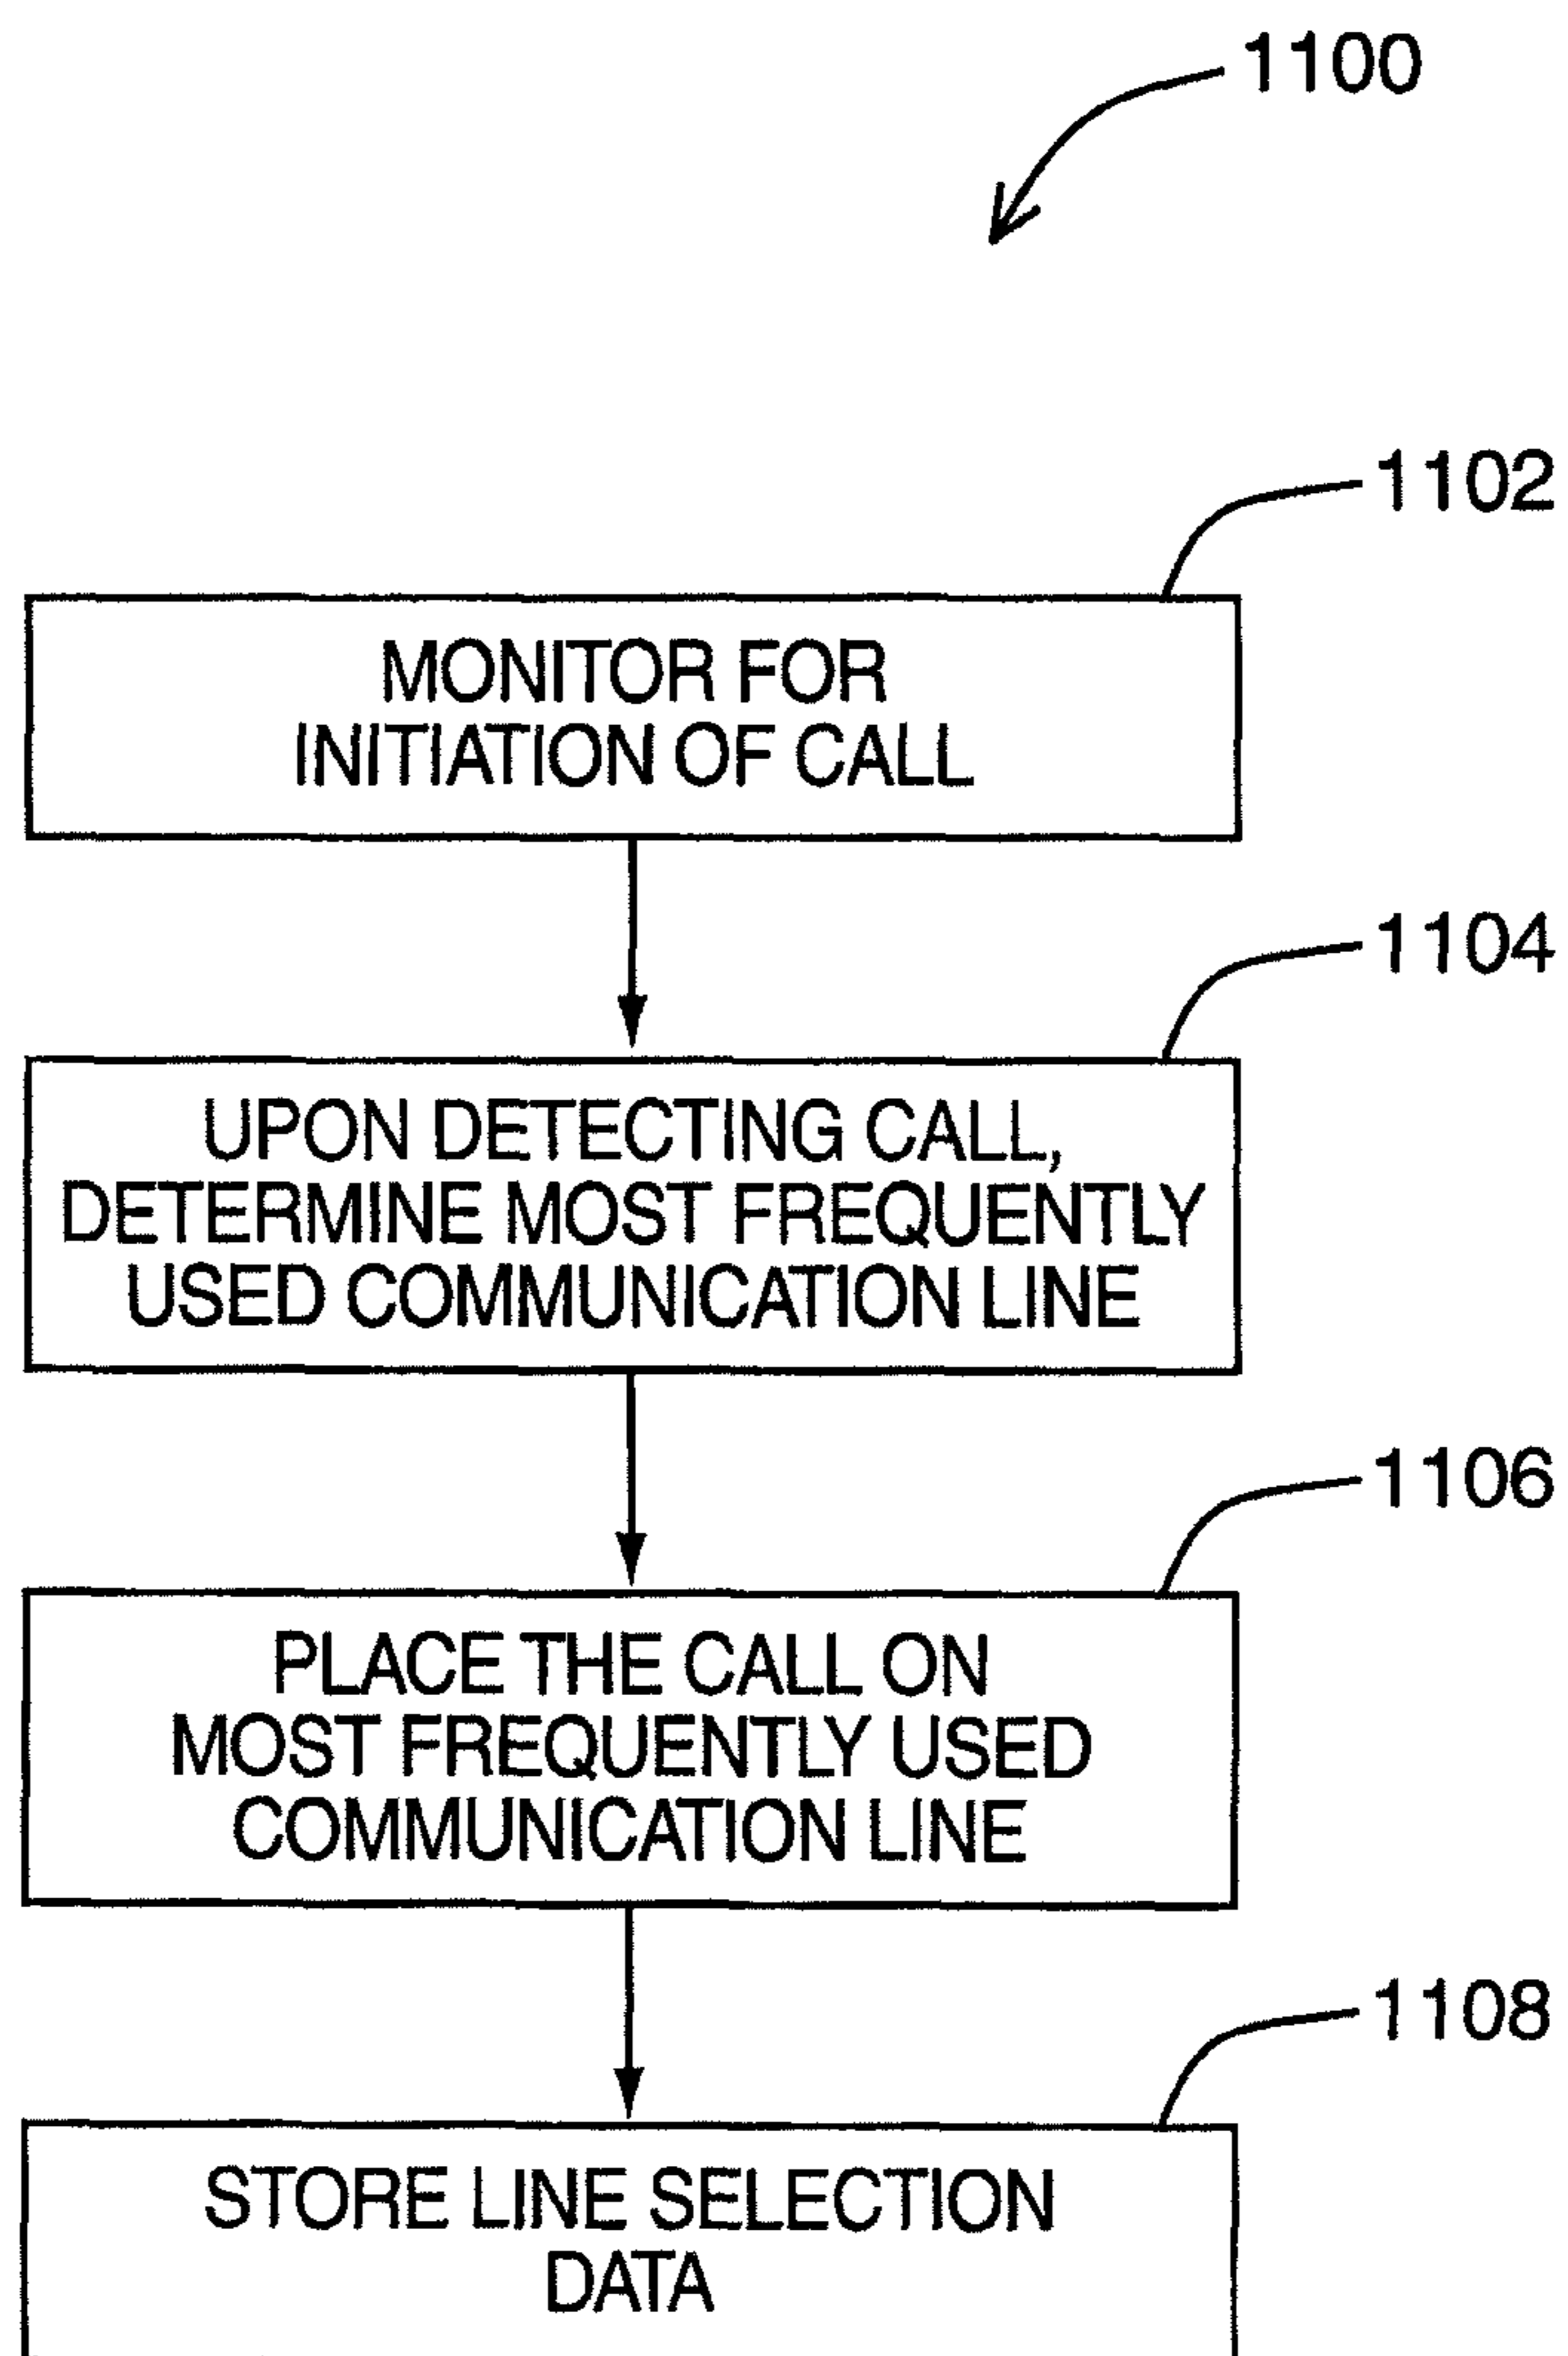 1100
1102
MONITOR FOR
INITIATION OF CALL
1104
UPON DETECTING CALL,
DETERMINE MOST FREQUENTLY
USED COMMUNICATION LINE
1106
PLACE THE CALL ON
MOST FREQUENTLY USED
COMMUNICATION LINE
1108
STORE LINE SELECTION
DATA